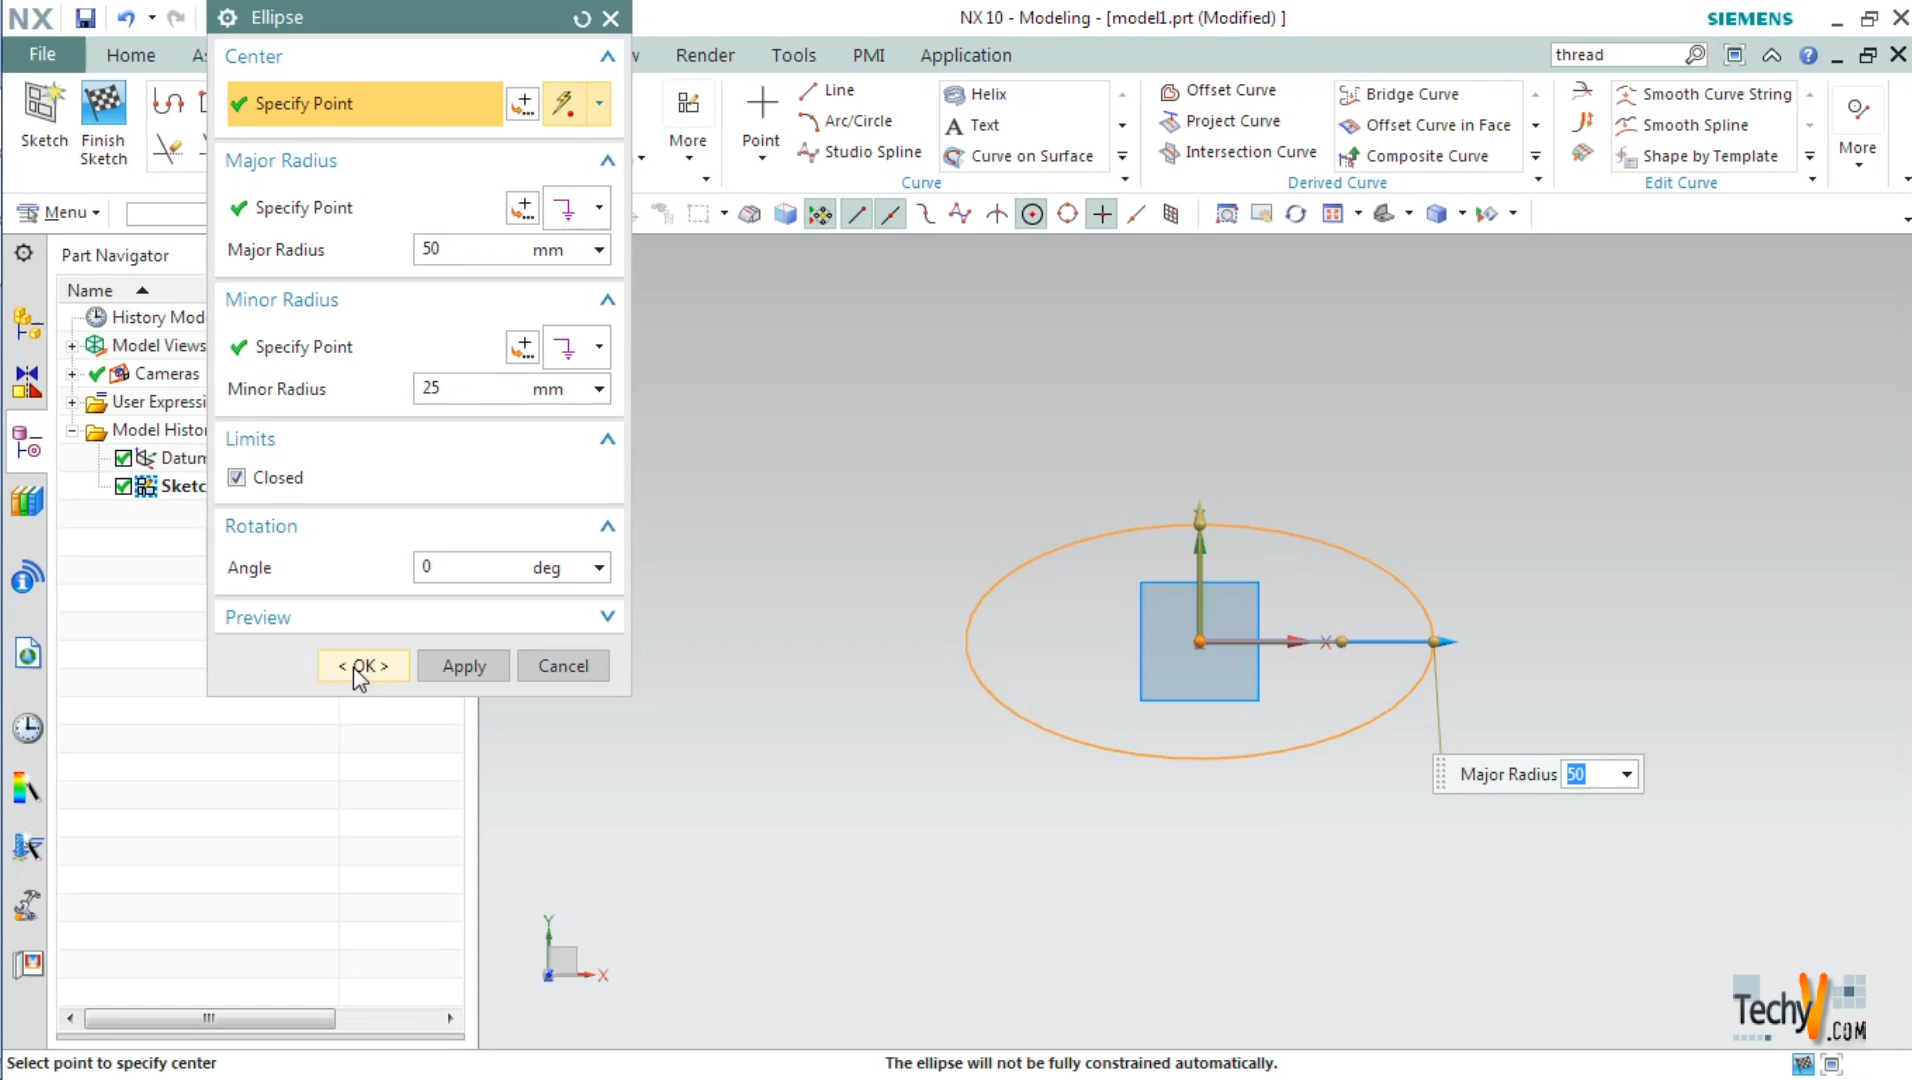 NX
Ellipse
NX 10 - Modeling - [model1.prt (Modified) ]
SIEMENS
File
Home
As
w
Render
Tools
PMI
Application
thread
Center
Specify Point
Major Radius
Specify Point
Major Radius
50
mm
Minor Radius
Specify Point
Minor Radius
25
mm
Limits
Closed
Rotation
Angle
0
deg
Preview
< OK >
Apply
Cancel
Sketch
Finish
Sketch
More
Point
Line
Arc/Circle
Studio Spline
Helix
Text
Curve on Surface
Curve
Offset Curve
Project Curve
Intersection Curve
Bridge Curve
Offset Curve in Face
Composite Curve
Derived Curve
Smooth Curve String
Smooth Spline
Shape by Template
Edit Curve
More
Menu
Part Navigator
Name
History Mod
Model Views
Cameras
User Expressi
Model Histor
Datum
Sketc
X
Major Radius
50
Y
X
TechyV
.COM
Select point to specify center
The ellipse will not be fully constrained automatically.